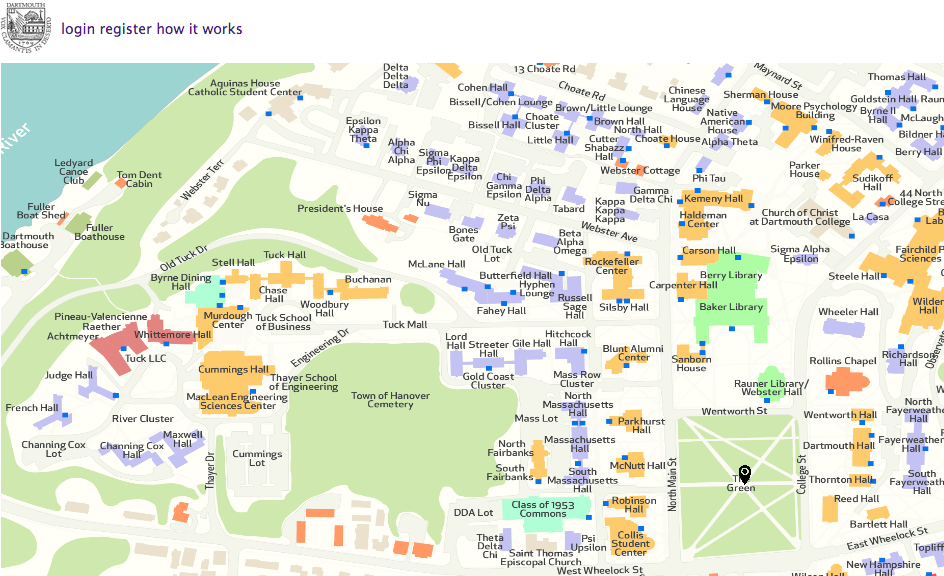 DARTMOUTH
VOX
CLAMANTIS IN DESERTO
login register how it works
River
Aquinas House
Catholic Student Center
Delta
Delta
Delta
13 Choate Rd
Choate Rd
Maynard St
Thomas Hall
Cohen Hall
Bissell/Cohen Lounge
Bissell Hall
Choate
Cluster
Brown/Little Lounge
Brown Hall
Little Hall
North Hall
Cutter
Shabazz
Hall
Choate House
Chinese
Language
House
Native
American
House
Sherman House
Moore Psychology
Building
Goldstein Hall
Raun
Byrne II
Hall
McLaugh
Bildner Ha
Berry Hall
Winifred-Raven
House
Alpha Theta
Epsilon
Kappa
Theta
Alpha
Chi
Alpha
Sigma
Phi
Epsilon
Kappa
Delta
Epsilon
Chi
Gamma
Epsilon
Phi
Delta
Alpha
Webster Cottage
Phi Tau
Parker
House
Sudikoff
Hall
Ledyard
Canoe
Club
Tom Dent
Cabin
Webster Terr
Fuller
Boat Shed
Fuller
Boathouse
Dartmouth
Boathouse
President's House
Sigma
Nu
Bones
Gate
Zeta
Psi
Tabard
Kappa
Kappa
Kappa
Gamma
Delta Chi
Kemeny Hall
Haldeman
Center
Church of Christ
at Dartmouth College
44 North
College Stre
La Casa
Webster Ave
Old Tuck Dr
Old Tuck
Lot
Beta
Alpha
Omega
Rockefeller
Center
Carson Hall
Berry Library
Sigma Alpha
Epsilon
Lab
Fairchild P
Sciences
Steele Hall
Wilder
Hall
Tuck Hall
Stell Hall
Byrne Dining
Hall
Chase
Hall
Buchanan
Woodbury
Hall
McLane Hall
Butterfield Hall
Hyphen
Lounge
Fahey Hall
Russell
Sage
Hall
Silsby Hall
Carpenter Hall
Baker Library
Wheeler Hall
Pineau-Valencienne
Raether
Achtmeyer
Whittemore Hall
Tuck LLC
Murdough
Center
Tuck School
of Business
Tuck Mall
Engineering Dr
Lord
Hall
Streeter
Hall
Gile Hall
Hitchcock
Hall
Gold Coast
Cluster
Mass Row
Cluster
Blunt Alumni
Center
Sanborn
House
Rollins Chapel
Richardson
Hall
Observato
Judge Hall
French Hall
River Cluster
Cummings Hall
MacLean Engineering
Sciences Center
Thayer School
of Engineering
Town of Hanover
Cemetery
Rauner Library/
Webster Hall
Wentworth St
Channing Cox
Lot
Channing Cox
Hall
Maxwell
Hall
Thayer Dr
Cummings
Lot
North
Massachusetts
Hall
Mass Lot
Massachusetts
Hall
South
Massachusetts
Hall
North
Fairbanks
South
Fairbanks
Parkhurst
Hall
McNutt Hall
North Main St
The
Green
College St
Wentworth Hall
Dartmouth Hall
Thornton Hall
Reed Hall
Bartlett Hall
North
Fayerweath
Hall
Fayerweather
Hall
South
Fayerweath
Hall
DDA Lot
Class of 1953
Commons
Robinson
Hall
Collis
Student
Center
Theta
Delta
Chi
Saint Thomas
Episcopal Church
Psi
Upsilon
West Wheelock St
East Wheelock St
Topliff
New Hampshire
Hall